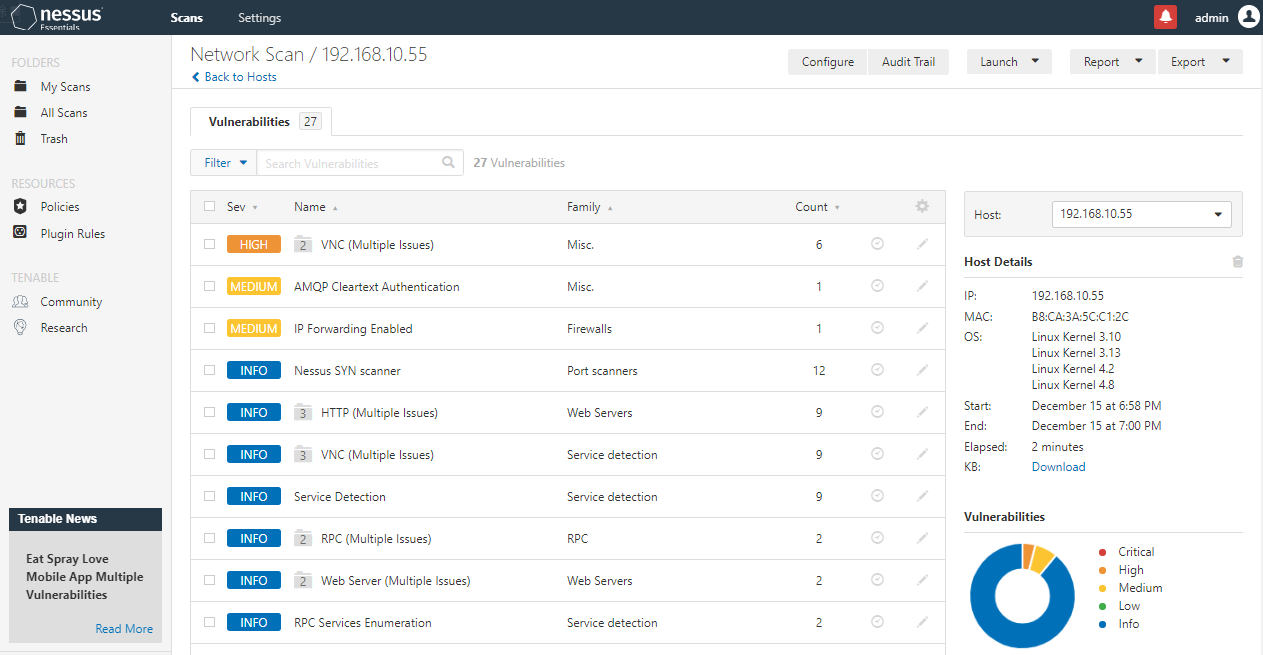 nessus
Essentials
Scans
Settings
admin
FOLDERS
My Scans
All Scans
Trash
RESOURCES
Policies
Plugin Rules
TENABLE
Community
Research
Tenable News
Eat Spray Love
Mobile App Multiple
Vulnerabilities
Read More
Network Scan / 192.168.10.55
Back to Hosts
Configure
Audit Trail
Launch
Report
Export
Vulnerabilities 27
Filter
Search Vulnerabilities
27 Vulnerabilities
Sev Name Family Count
HIGH 2 VNC (Multiple Issues) Misc. 6
MEDIUM AMQP Cleartext Authentication Misc. 1
MEDIUM IP Forwarding Enabled Firewalls 1
INFO Nessus SYN scanner Port scanners 12
INFO 3 HTTP (Multiple Issues) Web Servers 9
INFO 3 VNC (Multiple Issues) Service detection 9
INFO Service Detection Service detection 9
INFO 2 RPC (Multiple Issues) RPC 2
INFO 2 Web Server (Multiple Issues) Web Servers 2
INFO RPC Services Enumeration Service detection 2
Host: 192.168.10.55
Host Details
IP: 192.168.10.55
MAC: B8:CA:3A:5C:C1:2C
OS: Linux Kernel 3.10
Linux Kernel 3.13
Linux Kernel 4.2
Linux Kernel 4.8
Start: December 15 at 6:58 PM
End: December 15 at 7:00 PM
Elapsed: 2 minutes
KB: Download
Vulnerabilities
Critical
High
Medium
Low
Info